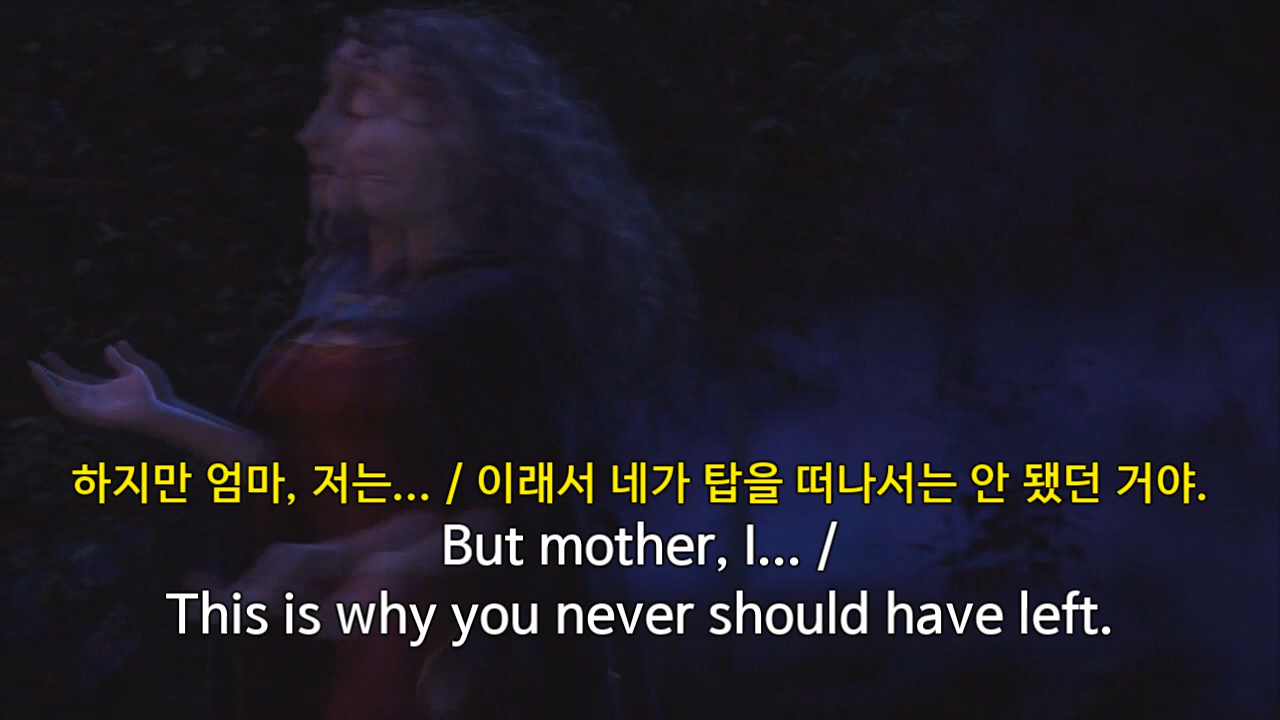 하지만 엄마, 저는... / 이래서 네가 탑을 떠나서는 안 됐던 거야.
But mother, I... /
This is why you never should have left.